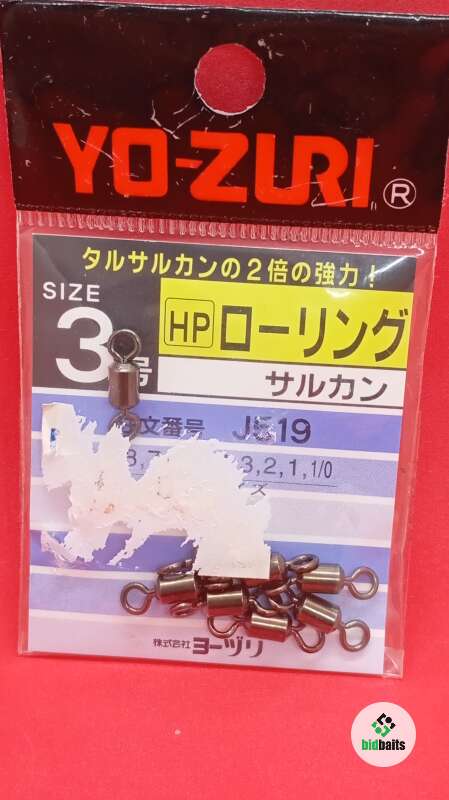 YO-ZURI®
タルサルカンの2倍の強力!
SIZE
3号
HP ローリング
サルカン
文番号 J519
3,2,1,1/0
ズ
株式会社 ヨーヅリ
bidbaits